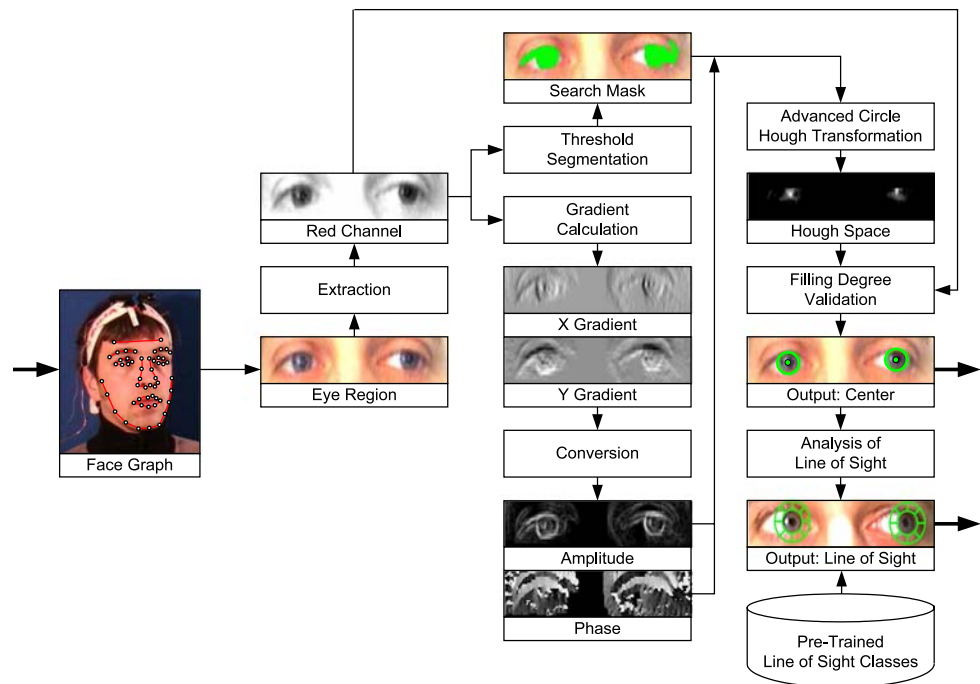 Face Graph
Eye Region
Extraction
Red Channel
Search Mask
Threshold
Segmentation
Gradient
Calculation
X Gradient
Y Gradient
Conversion
Amplitude
Phase
Advanced Circle
Hough Transformation
Hough Space
Filling Degree
Validation
Output: Center
Analysis of
Line of Sight
Output: Line of Sight
Pre-Trained
Line of Sight Classes